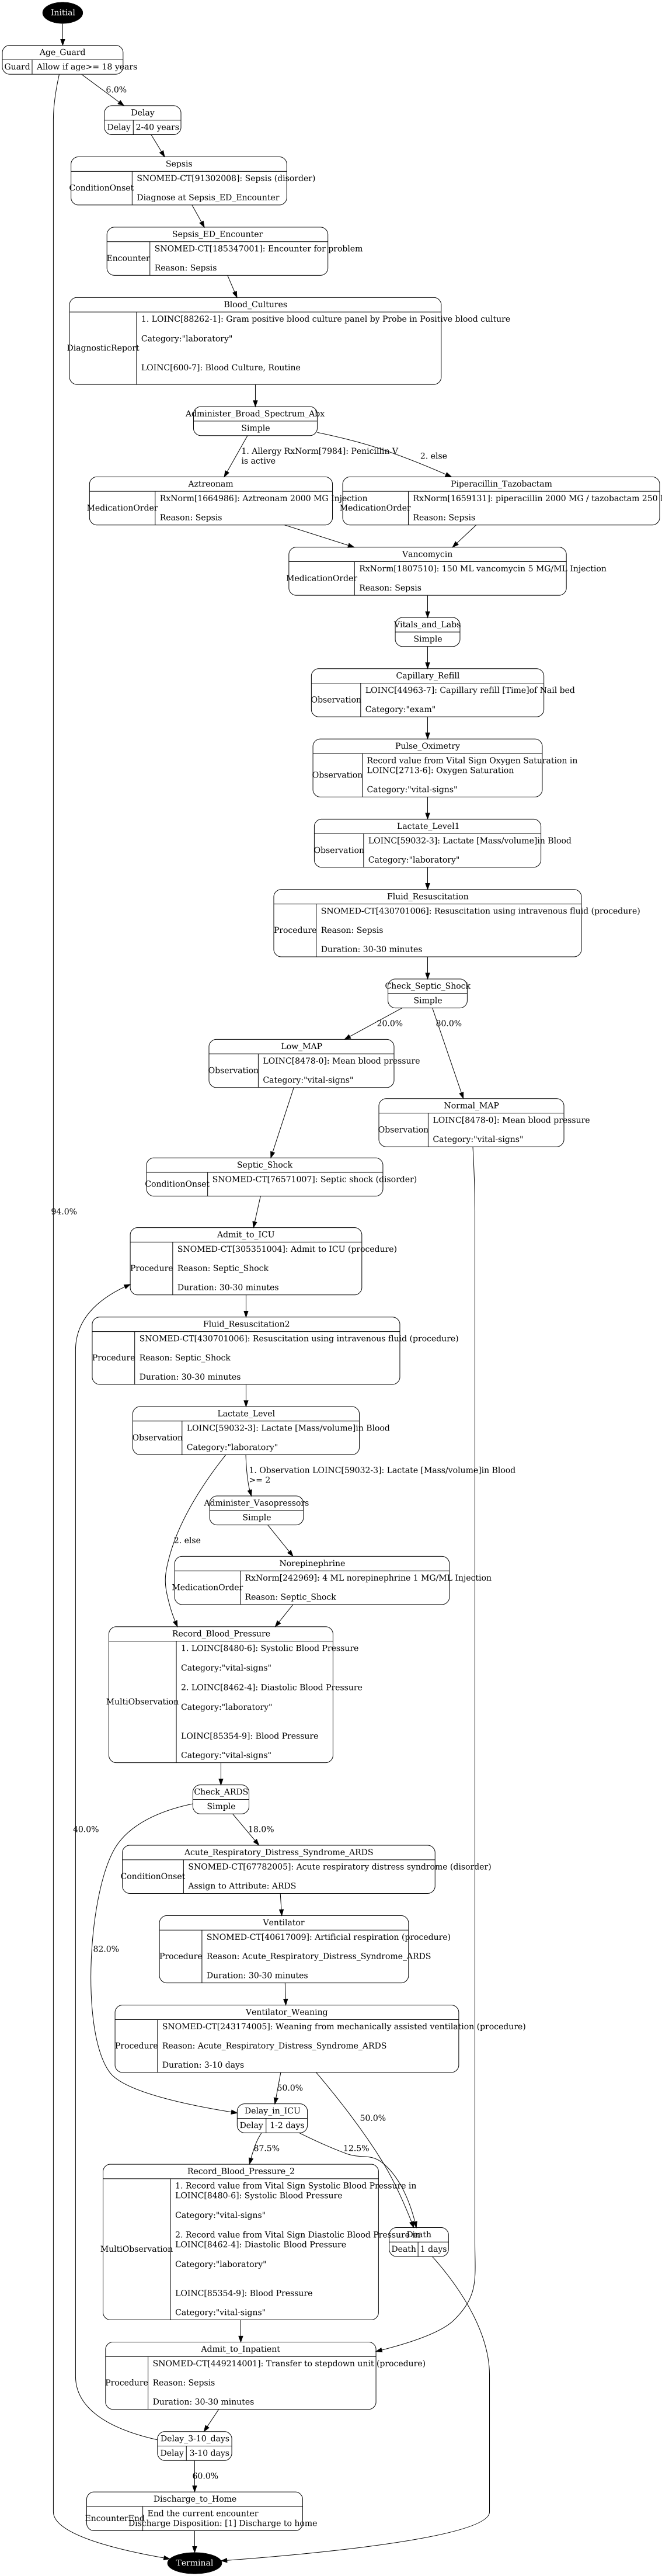 Initial
Age_Guard
Guard
Allow if age>= 18 years
6.0%
Delay
Delay
2-40 years
Sepsis
ConditionOnset
SNOMED-CT[91302008]: Sepsis (disorder)
Diagnose at Sepsis_ED_Encounter
Sepsis_ED_Encounter
Encounter
SNOMED-CT[185347001]: Encounter for problem
Reason: Sepsis
Blood_Cultures
DiagnosticReport
1. LOINC[88262-1]: Gram positive blood culture panel by Probe in Positive blood culture
Category:"laboratory"
LOINC[600-7]: Blood Culture, Routine
Administer_Broad_Spectrum_Abx
Simple
1. Allergy RxNorm[7984]: Penicillin V
is active
2. else
Aztreonam
MedicationOrder
RxNorm[1664986]: Aztreonam 2000 MG Injection
Reason: Sepsis
Piperacillin_Tazobactam
MedicationOrder
RxNorm[1659131]: piperacillin 2000 MG / tazobactam 250
Reason: Sepsis
Vancomycin
MedicationOrder
RxNorm[1807510]: 150 ML vancomycin 5 MG/ML Injection
Reason: Sepsis
Vitals_and_Labs
Simple
Capillary_Refill
Observation
LOINC[44963-7]: Capillary refill [Time]of Nail bed
Category:"exam"
Pulse_Oximetry
Observation
Record value from Vital Sign Oxygen Saturation in
LOINC[2713-6]: Oxygen Saturation
Category:"vital-signs"
Lactate_Level1
Observation
LOINC[59032-3]: Lactate [Mass/volume]in Blood
Category:"laboratory"
Fluid_Resuscitation
Procedure
SNOMED-CT[430701006]: Resuscitation using intravenous fluid (procedure)
Reason: Sepsis
Duration: 30-30 minutes
Check_Septic_Shock
Simple
20.0%
80.0%
Low_MAP
Observation
LOINC[8478-0]: Mean blood pressure
Category:"vital-signs"
Normal_MAP
Observation
LOINC[8478-0]: Mean blood pressure
Category:"vital-signs"
Septic_Shock
ConditionOnset
SNOMED-CT[76571007]: Septic shock (disorder)
94.0%
Admit_to_ICU
Procedure
SNOMED-CT[305351004]: Admit to ICU (procedure)
Reason: Septic_Shock
Duration: 30-30 minutes
Fluid_Resuscitation2
Procedure
SNOMED-CT[430701006]: Resuscitation using intravenous fluid (procedure)
Reason: Septic_Shock
Duration: 30-30 minutes
Lactate_Level
Observation
LOINC[59032-3]: Lactate [Mass/volume]in Blood
Category:"laboratory"
1. Observation LOINC[59032-3]: Lactate [Mass/volume]in Blood
>= 2
Administer_Vasopressors
Simple
2. else
Norepinephrine
MedicationOrder
RxNorm[242969]: 4 ML norepinephrine 1 MG/ML Injection
Reason: Septic_Shock
Record_Blood_Pressure
MultiObservation
1. LOINC[8480-6]: Systolic Blood Pressure
Category:"vital-signs"
2. LOINC[8462-4]: Diastolic Blood Pressure
Category:"laboratory"
LOINC[85354-9]: Blood Pressure
Category:"vital-signs"
Check_ARDS
Simple
40.0%
18.0%
Acute_Respiratory_Distress_Syndrome_ARDS
ConditionOnset
SNOMED-CT[67782005]: Acute respiratory distress syndrome (disorder)
Assign to Attribute: ARDS
82.0%
Ventilator
Procedure
SNOMED-CT[40617009]: Artificial respiration (procedure)
Reason: Acute_Respiratory_Distress_Syndrome_ARDS
Duration: 30-30 minutes
Ventilator_Weaning
Procedure
SNOMED-CT[243174005]: Weaning from mechanically assisted ventilation (procedure)
Reason: Acute_Respiratory_Distress_Syndrome_ARDS
Duration: 3-10 days
50.0%
50.0%
Delay_in_ICU
Delay
1-2 days
87.5%
12.5%
Record_Blood_Pressure_2
MultiObservation
1. Record value from Vital Sign Systolic Blood Pressure in
LOINC[8480-6]: Systolic Blood Pressure
Category:"vital-signs"
2. Record value from Vital Sign Diastolic Blood Pressure in
LOINC[8462-4]: Diastolic Blood Pressure
Category:"laboratory"
LOINC[85354-9]: Blood Pressure
Category:"vital-signs"
Death
Death
1 days
Admit_to_Inpatient
Procedure
SNOMED-CT[449214001]: Transfer to stepdown unit (procedure)
Reason: Sepsis
Duration: 30-30 minutes
Delay_3-10_days
Delay
3-10 days
60.0%
Discharge_to_Home
EncounterEnd
End the current encounter
Discharge Disposition: [1] Discharge to home
Terminal